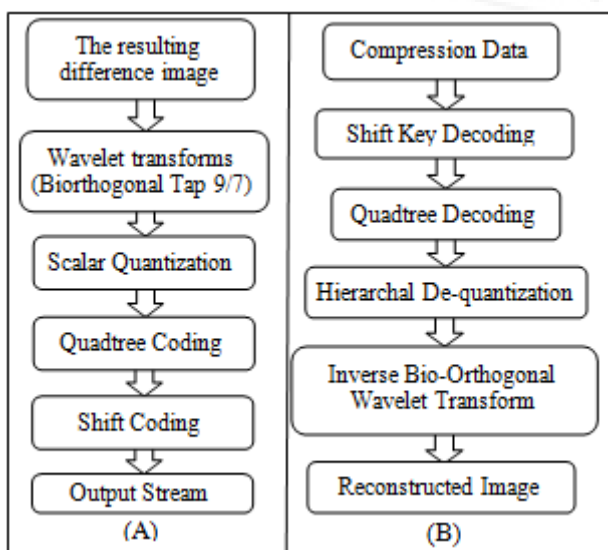 The resulting
difference image
Wavelet transforms
(Biorthogonal Tap 9/7)
Scalar Quantization
Quadtree Coding
Shift Coding
Output Stream
(A)
Compression Data
Shift Key Decoding
Quadtree Decoding
Hierarchal De-quantization
Inverse Bio-Orthogonal
Wavelet Transform
Reconstructed Image
(B)